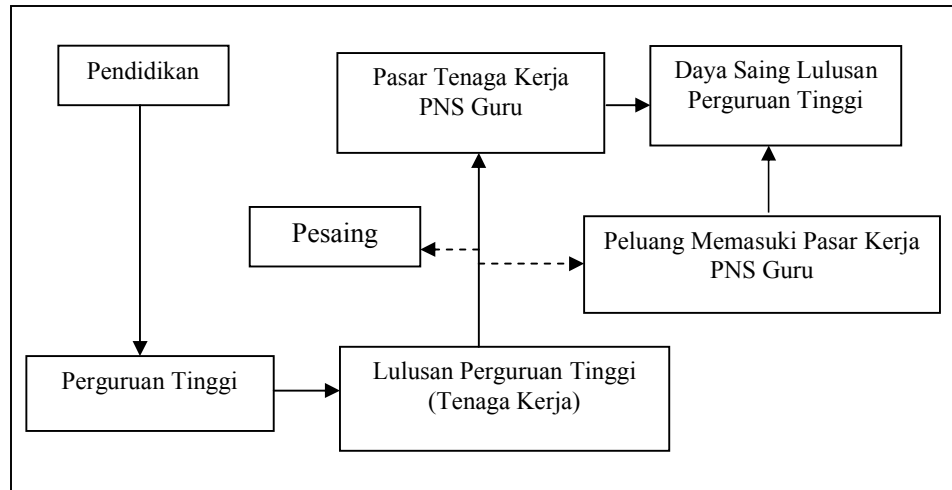 Pendidikan
Pasar Tenaga Kerja
PNS Guru
Daya Saing Lulusan
Perguruan Tinggi
Pesaing
Peluang Memasuki Pasar Kerja
PNS Guru
Perguruan Tinggi
Lulusan Perguruan Tinggi
(Tenaga Kerja)